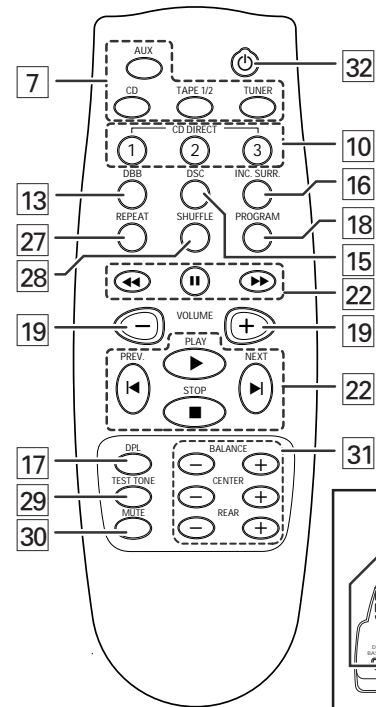 AUX
7
32
CD TAPE 1/2 TUNER
CD DIRECT
1 2 3
10
DBB DSC INC. SURR.
13
16
REPEAT SHUFFLE PROGRAM
27
18
28
15
22
19
− VOLUME +
19
PLAY
PREV. NEXT
STOP
22
DPL BALANCE
17
− +
31
TEST TONE CENTER
29
− +
MUTE REAR
30
− +